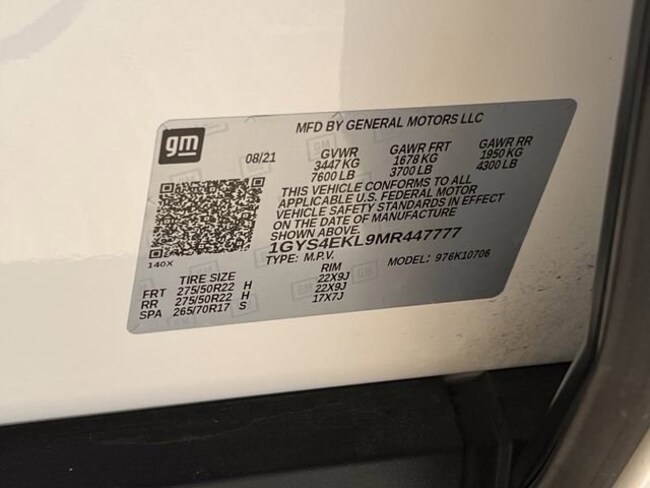 gm
MFD BY GENERAL MOTORS LLC
08/21 GVWR GAWR FRT GAWR RR
3447 KG 1678 KG 1950 KG
7600 LB 3700 LB 4300 LB
THIS VEHICLE CONFORMS TO ALL
APPLICABLE U.S. FEDERAL MOTOR
VEHICLE SAFETY STANDARDS IN EFFECT
ON THE DATE OF MANUFACTURE
SHOWN ABOVE.
1GYS4EKL9MR447777
140X
TYPE: M.P.V. MODEL: 976K10706
TIRE SIZE RIM
FRT 275/50R22 H 22X9J
RR 275/50R22 H 22X9J
SPA 265/70R17 S 17X7J